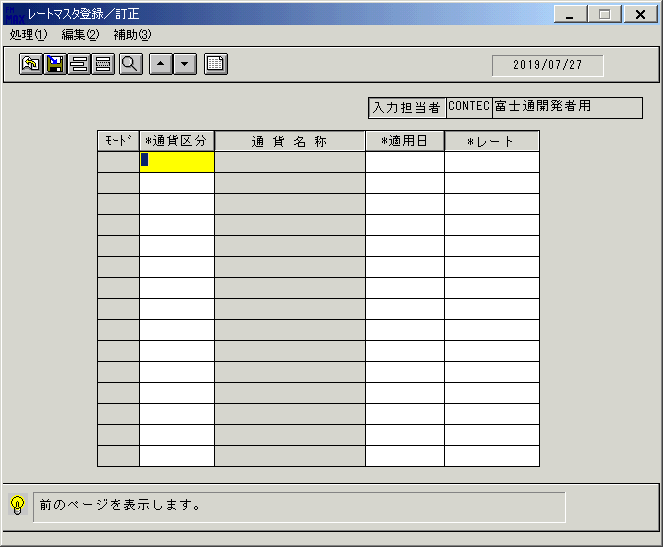 レートマスタ登録／訂正
処理(1) 編集(2) 補助(3)
2019/07/27
入力担当者 CONTEC 富士通開発者用
ﾓｰﾄﾞ *通貨区分 通 貨 名 称 *適用日 *レート
前のページを表示します。